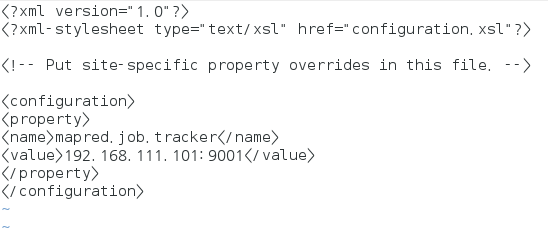 <?xml version="1.0"?>
<?xml-stylesheet type="text/xsl" href="configuration.xsl"?>
<!-- Put site-specific property overrides in this file. -->
<configuration>
<property>
<name>mapred.job.tracker</name>
<value>192.168.111.101:9001</value>
</property>
</configuration>
~
~